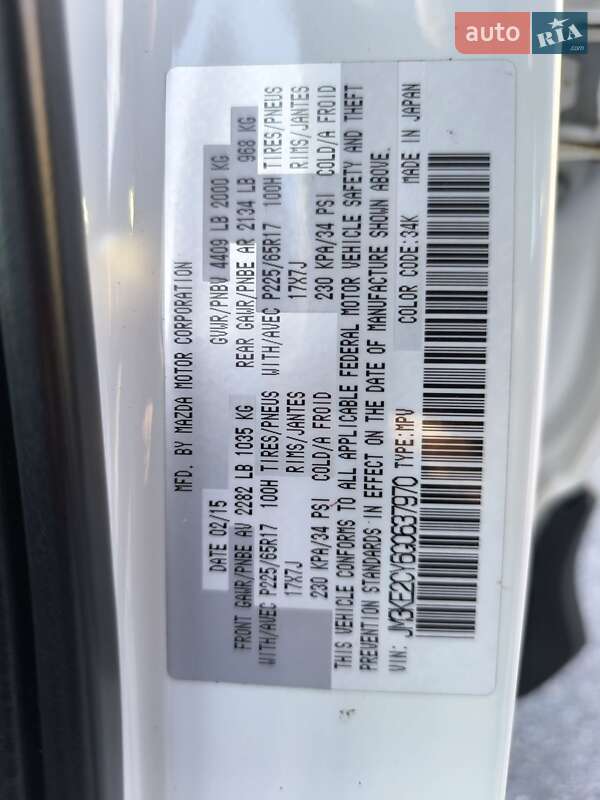 auto RIA.com
MFD. BY MAZDA MOTOR CORPORATION
DATE 02/15 GVWR/PNBV 4409 LB 2000 KG
FRONT GAWR/PNBE AV 2282 LB 1035 KG REAR GAWR/PNBE AR 2134 LB 968 KG
WITH/AVEC P225/65R17 100H TIRES/PNEUS WITH/AVEC P225/65R17 100H TIRES/PNEUS
17X7J RIMS/JANTES 17X7J RIMS/JANTES
230 KPA/34 PSI COLD/A FROID 230 KPA/34 PSI COLD/A FROID
THIS VEHICLE CONFORMS TO ALL APPLICABLE FEDERAL MOTOR VEHICLE SAFETY AND THEFT
PREVENTION STANDARDS IN EFFECT ON THE DATE OF MANUFACTURE SHOWN ABOVE.
VIN: JM3KE2CY6G0637970 TYPE:MPV COLOR CODE:34K MADE IN JAPAN